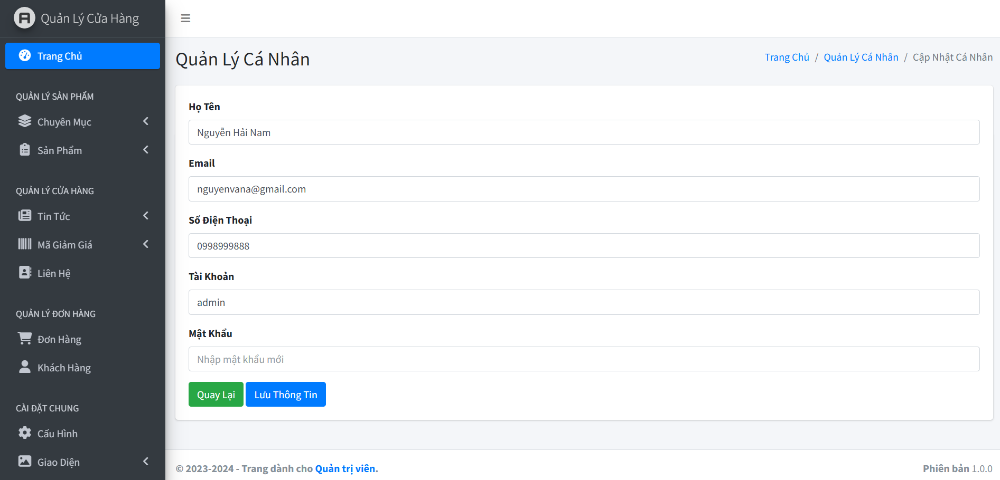 Quản Lý Cửa Hàng
Trang Chủ
QUẢN LÝ SẢN PHẨM
Chuyên Mục
Sản Phẩm
QUẢN LÝ CỬA HÀNG
Tin Tức
Mã Giảm Giá
Liên Hệ
QUẢN LÝ ĐƠN HÀNG
Đơn Hàng
Khách Hàng
CÀI ĐẶT CHUNG
Cấu Hình
Giao Diện
Quản Lý Cá Nhân
Trang Chủ / Quản Lý Cá Nhân / Cập Nhật Cá Nhân
Họ Tên
Nguyễn Hải Nam
Email
nguyenvana@gmail.com
Số Điện Thoại
0998999888
Tài Khoản
admin
Mật Khẩu
Nhập mật khẩu mới
Quay Lại Lưu Thông Tin
© 2023-2024 - Trang dành cho Quản trị viên.
Phiên bản 1.0.0